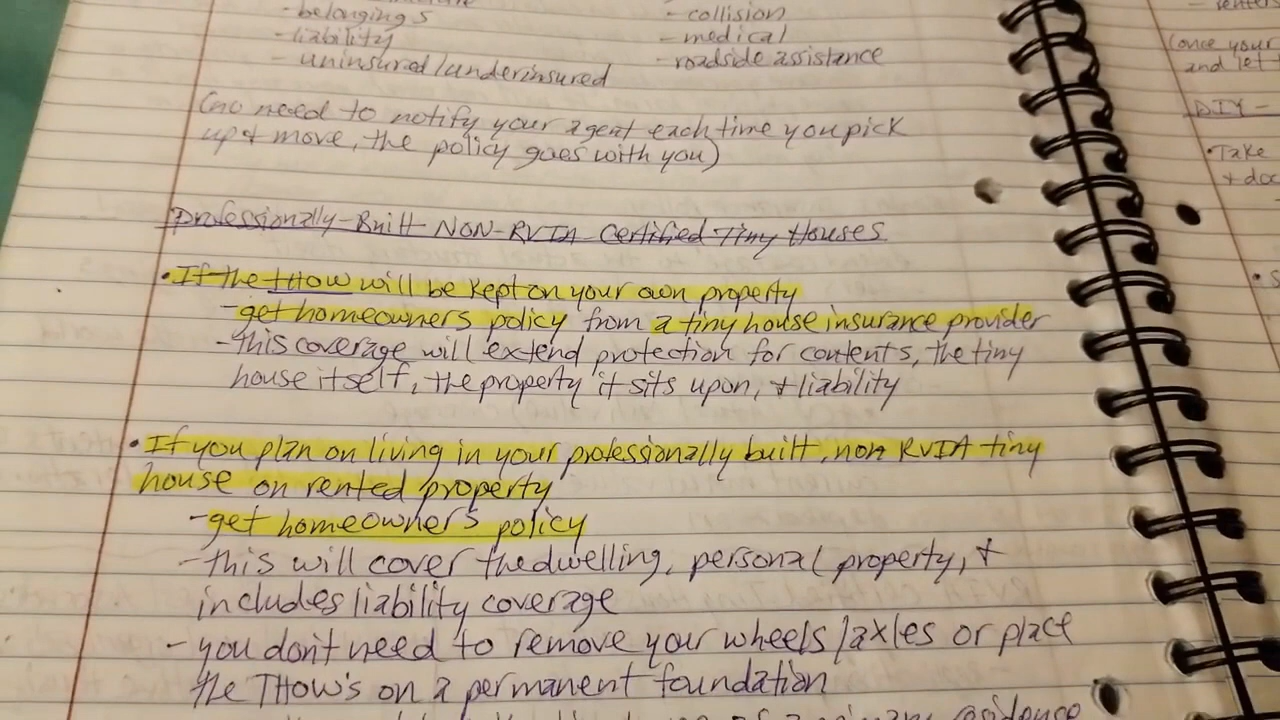 - belongings
- liability
- uninsured/underinsured
- collision
- medical
- roadside assistance
(no need to notify your agent each time you pick
up & move, the policy goes with you)
Professionally-Built NON-RVIA Certified Tiny Houses
• If the THOW will be kept on your own property
- get homeowners policy from a tiny house insurance provider
- this coverage will extend protection for contents, the tiny
house itself, the property it sits upon, & liability
• If you plan on living in your professionally built, non RVIA tiny
house on rented property
- get homeowner's policy
- this will cover the dwelling, personal property, &
includes liability coverage
- you don't need to remove your wheels/axles or place
the THOW's on a permanent foundation
of a primary residence
- renters
(once your
and let
DIY -
• Take
& doc